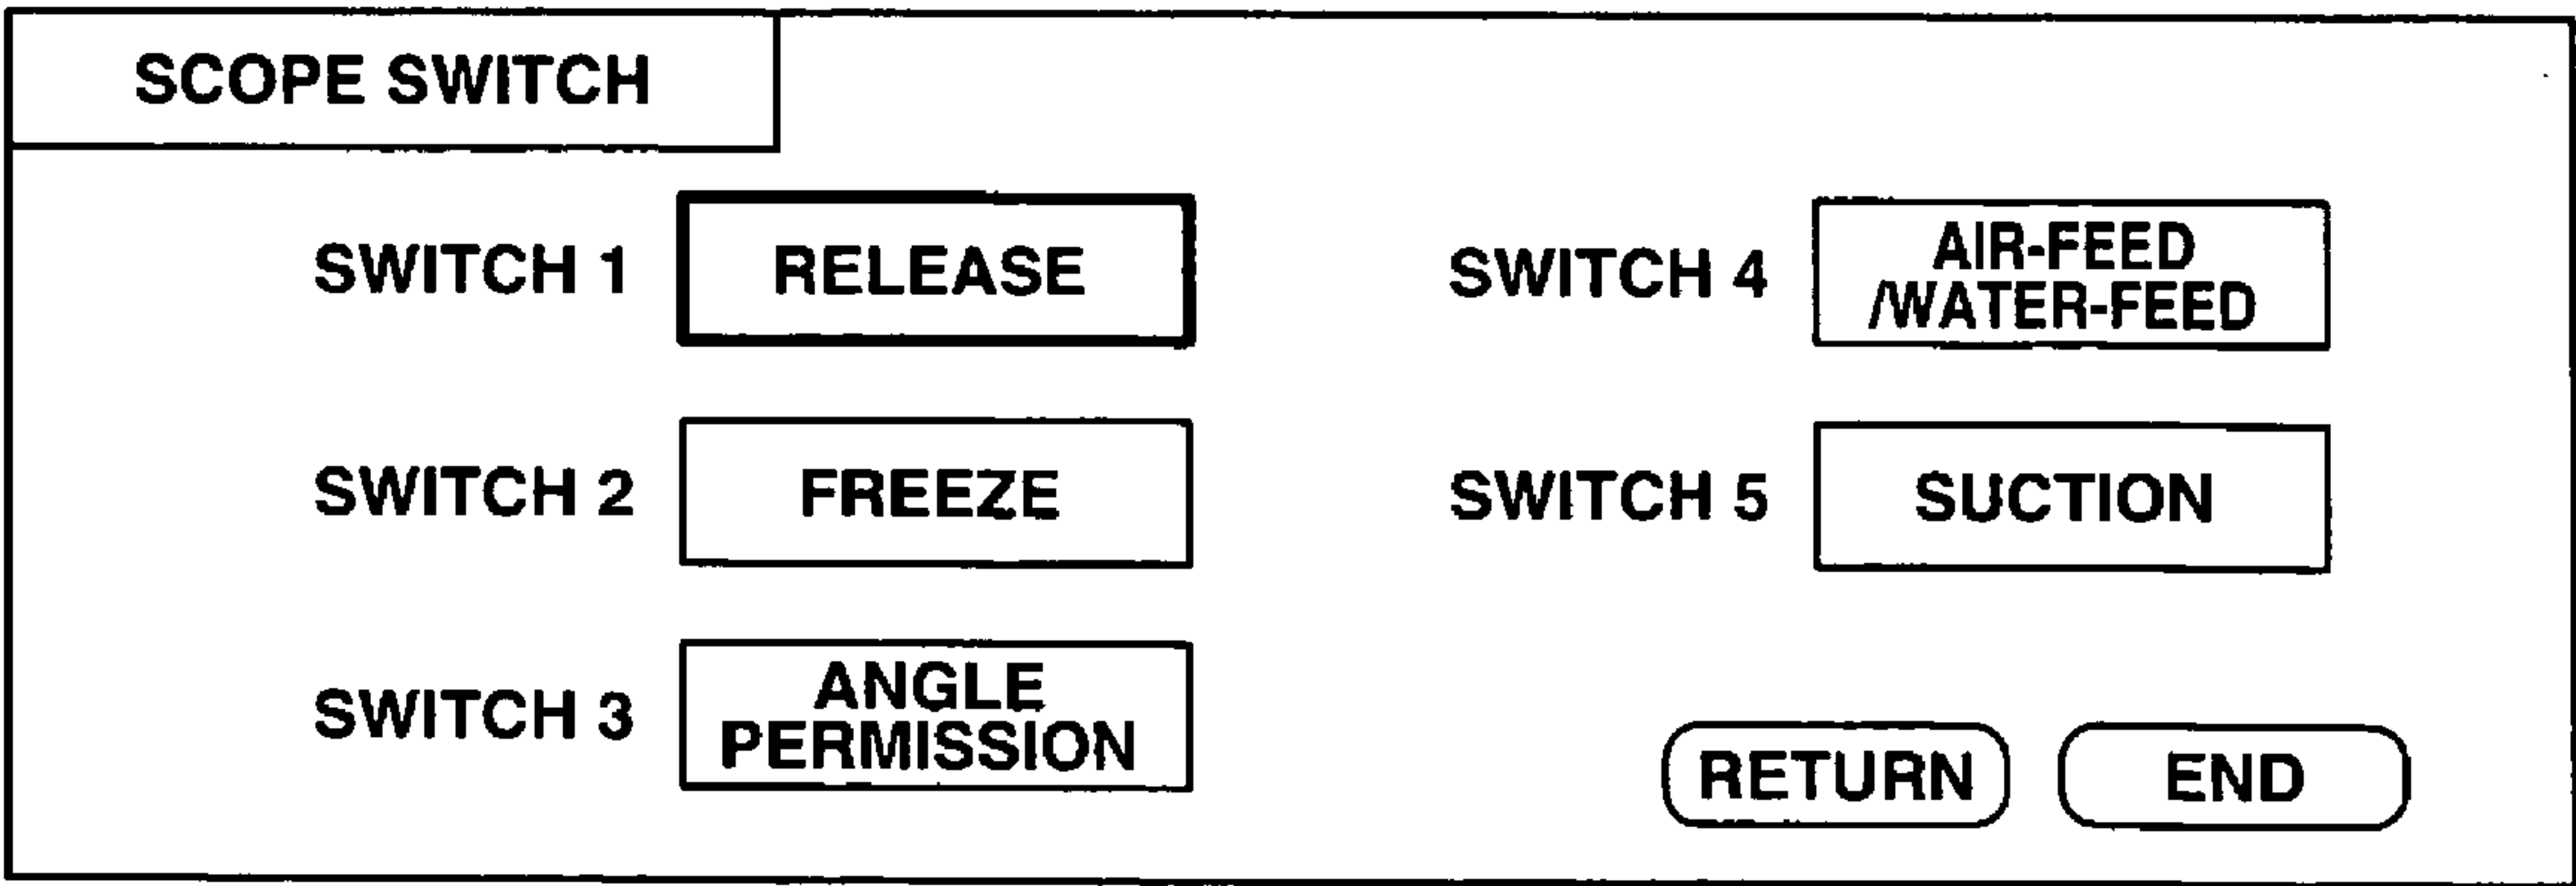 SCOPE SWITCH
SWITCH 1 RELEASE
SWITCH 2 FREEZE
SWITCH 3 ANGLE
PERMISSION
SWITCH 4 AIR-FEED
/WATER-FEED
SWITCH 5 SUCTION
RETURN END